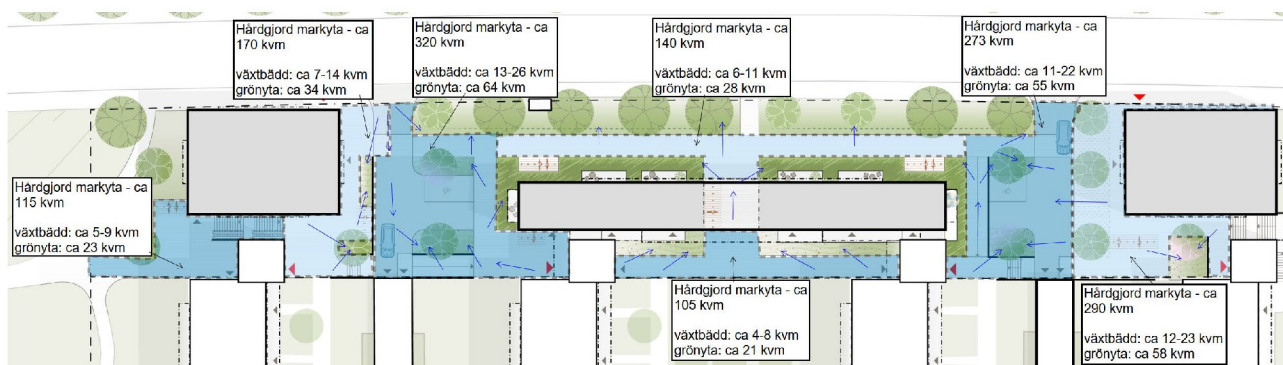 Hårdgjord markyta - ca
170 kvm
växtbädd: ca 7-14 kvm
grönyta: ca 34 kvm
Hårdgjord markyta - ca
320 kvm
växtbädd: ca 13-26 kvm
grönyta: ca 64 kvm
Hårdgjord markyta - ca
140 kvm
växtbädd: ca 6-11 kvm
grönyta: ca 28 kvm
Hårdgjord markyta - ca
273 kvm
växtbädd: ca 11-22 kvm
grönyta: ca 55 kvm
Hårdgjord markyta - ca
115 kvm
växtbädd: ca 5-9 kvm
grönyta: ca 23 kvm
Hårdgjord markyta - ca
105 kvm
växtbädd: ca 4-8 kvm
grönyta: ca 21 kvm
Hårdgjord markyta - ca
290 kvm
växtbädd: ca 12-23 kvm
grönyta: ca 58 kvm